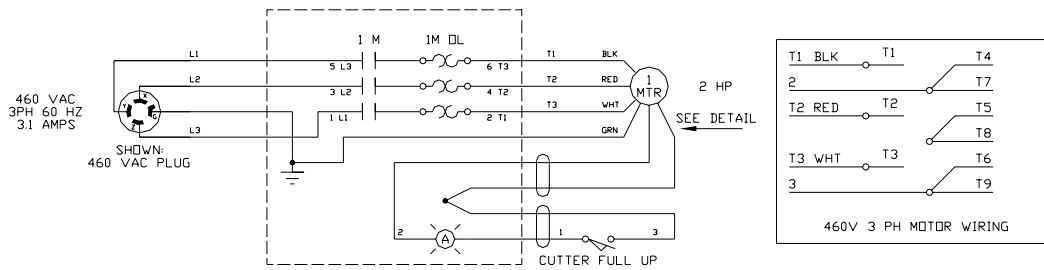 1 M
1M OL
L1
5 L3
6 T3
T1
BLK
L2
3 L2
4 T2
T2
RED
1
MTR
2 HP
460 VAC
3PH 60 HZ
3.1 AMPS
X
Y
G
Z
L3
1 L1
2 T1
T3
WHT
GRN
SEE DETAIL
SHOWN:
460 VAC PLUG
2
A
1
3
CUTTER FULL UP
T1 BLK
T1
T4
2
T7
T2 RED
T2
T5
T8
T3 WHT
T3
T6
3
T9
460V 3 PH MOTOR WIRING